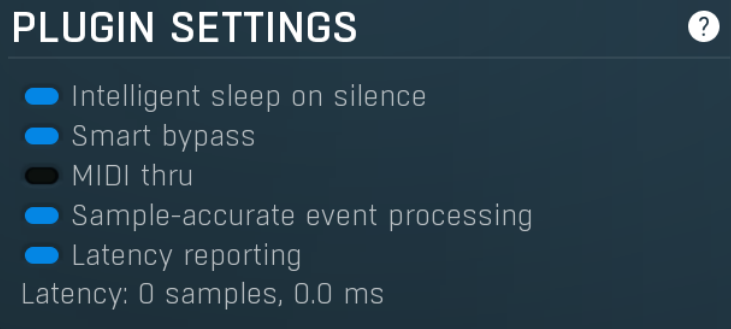 PLUGIN SETTINGS ?
Intelligent sleep on silence
Smart bypass
MIDI thru
Sample-accurate event processing
Latency reporting
Latency: 0 samples, 0.0 ms